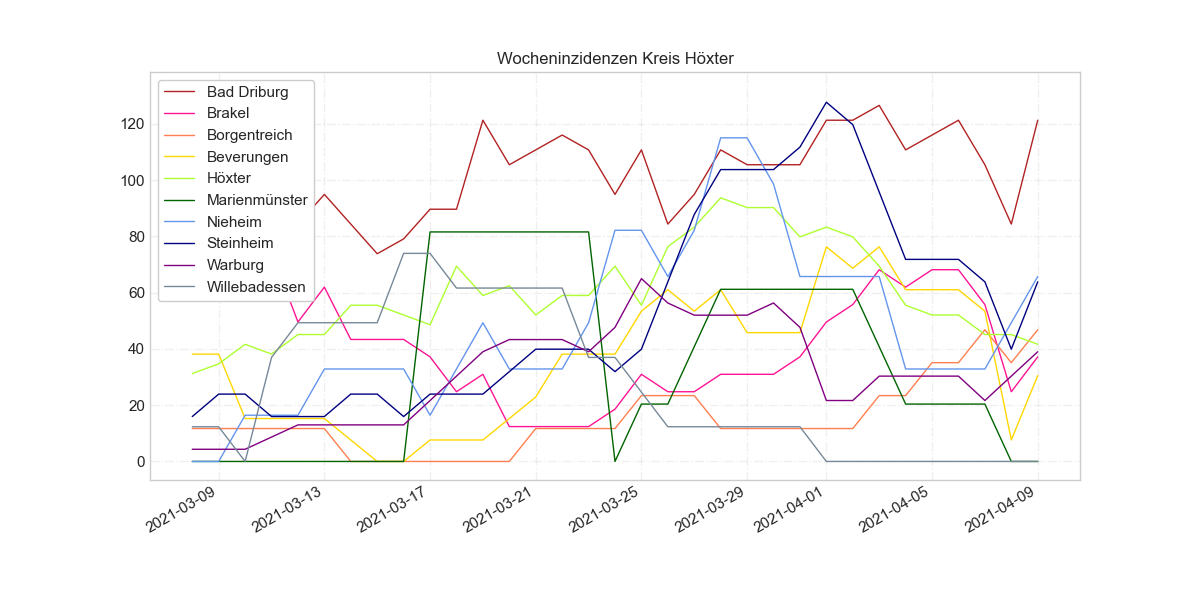 Wocheninzidenzen Kreis Höxter
Bad Driburg
Brakel
Borgentreich
Beverungen
Höxter
Marienmünster
Nieheim
Steinheim
Warburg
Willebadessen
120
100
80
60
40
20
0
2021-03-09
2021-03-13
2021-03-17
2021-03-21
2021-03-25
2021-03-29
2021-04-01
2021-04-05
2021-04-09